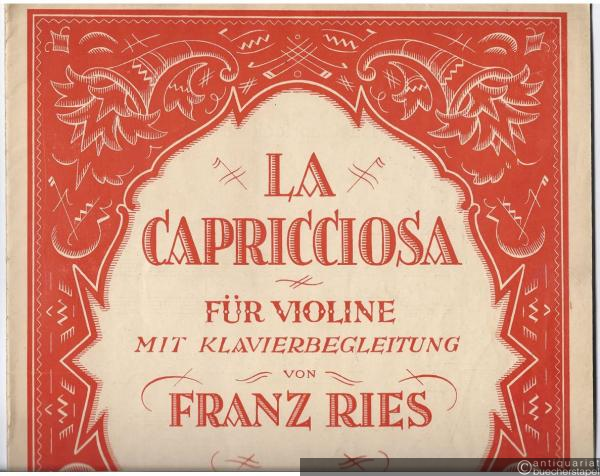 LA
CAPRICCIOSA
FÜR VIOLINE
MIT KLAVIERBEGLEITUNG
VON
FRANZ RIES
antiquariat
buecherstapel